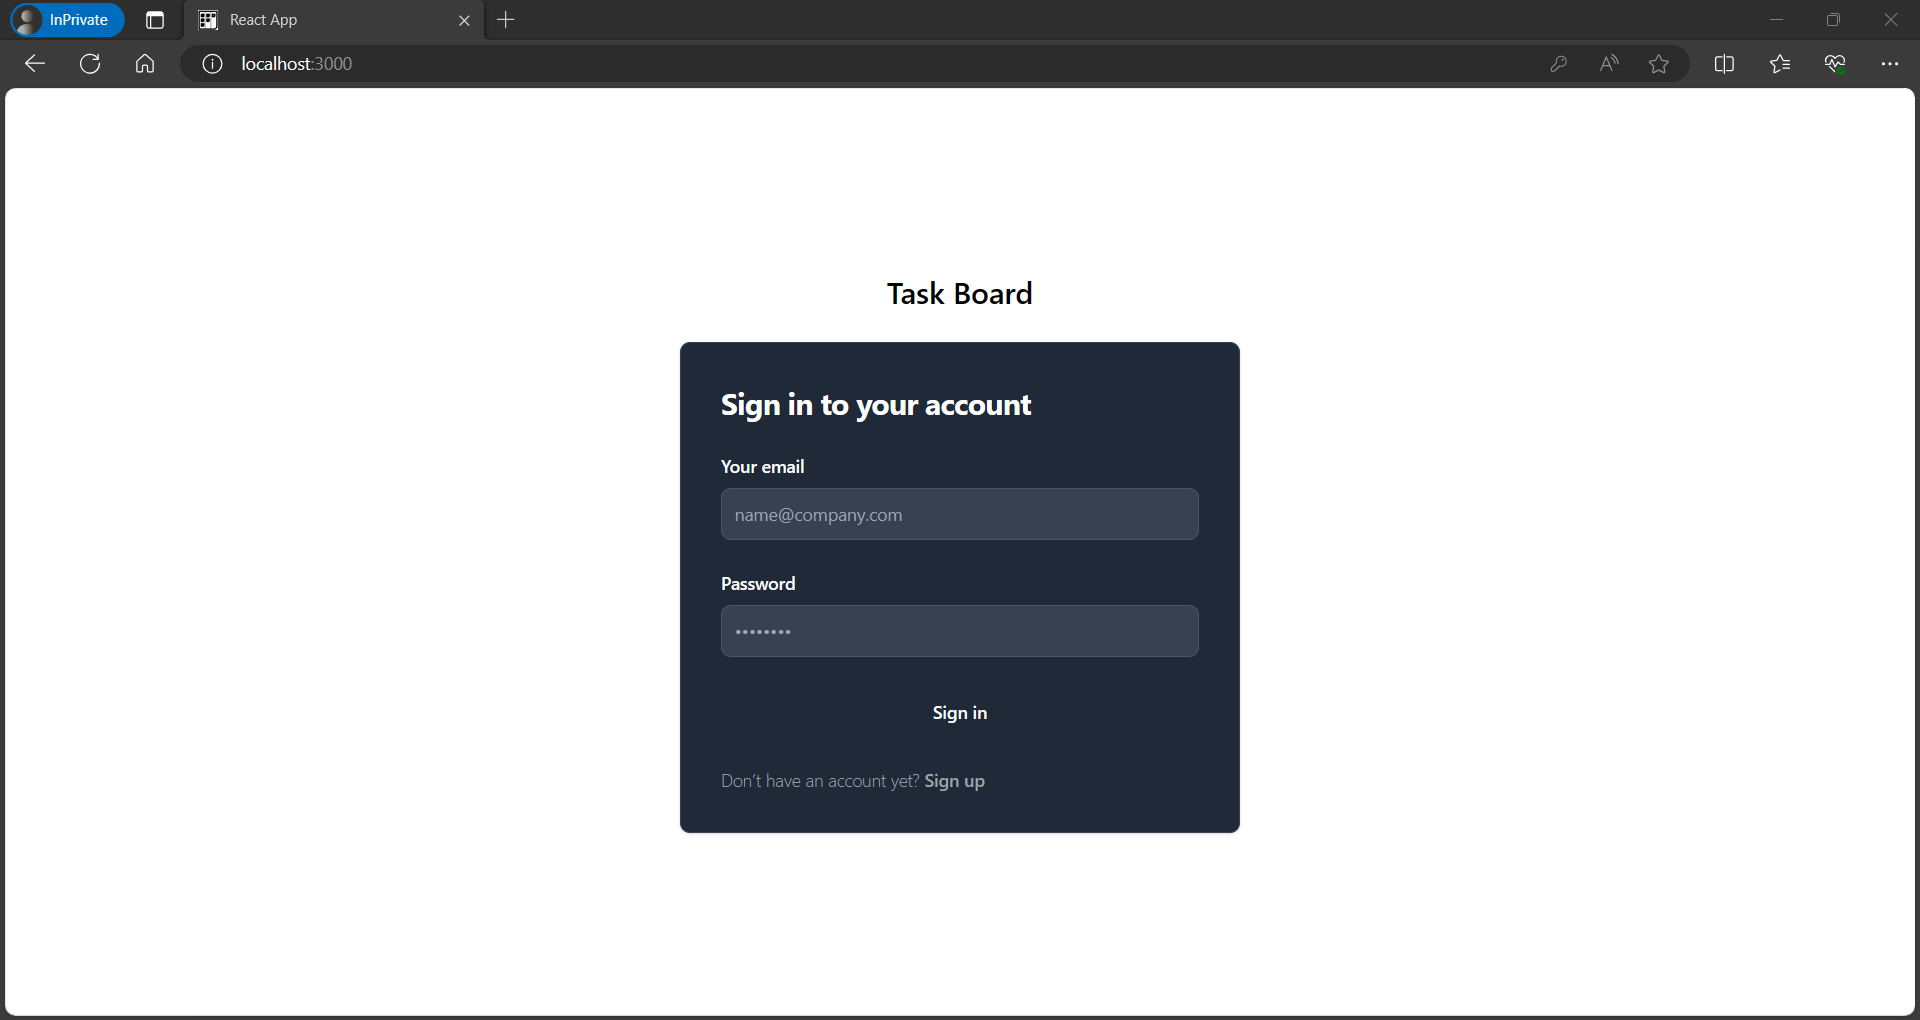 InPrivate
React App
localhost:3000
Task Board
Sign in to your account
Your email
name@company.com
Password
••••••••
Sign in
Don't have an account yet? Sign up